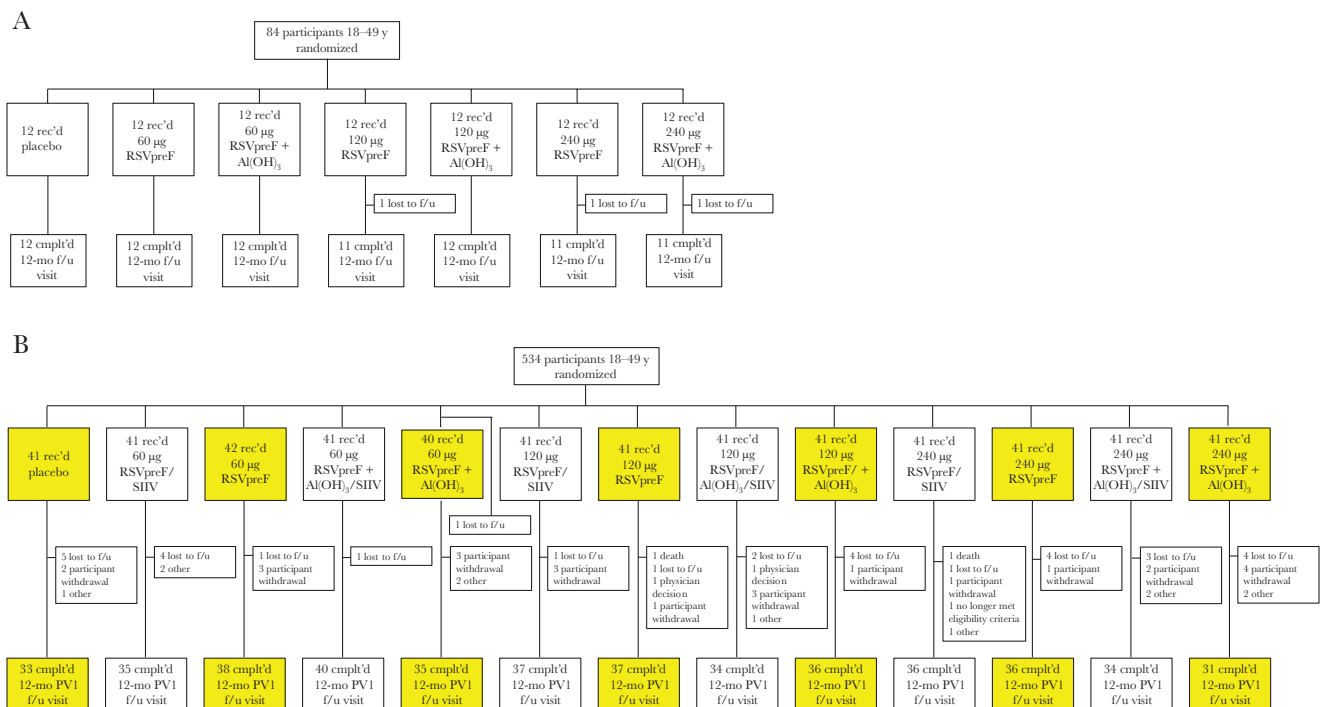 A
84 participants 18–49 y
randomized
12 rec'd
placebo
12 rec'd
60 µg
RSVpreF
12 rec'd
60 µg
RSVpreF +
Al(OH)₃
12 rec'd
120 µg
RSVpreF
12 rec'd
120 µg
RSVpreF +
Al(OH)₃
12 rec'd
240 µg
RSVpreF
12 rec'd
240 µg
RSVpreF +
Al(OH)₃
1 lost to f/u
1 lost to f/u
1 lost to f/u
12 cmplt'd
12-mo f/u
visit
12 cmplt'd
12-mo f/u
visit
12 cmplt'd
12-mo f/u
visit
11 cmplt'd
12-mo f/u
visit
12 cmplt'd
12-mo f/u
visit
11 cmplt'd
12-mo f/u
visit
11 cmplt'd
12-mo f/u
visit
B
534 participants 18–49 y
randomized
41 rec'd
placebo
41 rec'd
60 µg
RSVpreF/
SIIV
42 rec'd
60 µg
RSVpreF
41 rec'd
60 µg
RSVpreF +
Al(OH)₃/SIIV
40 rec'd
60 µg
RSVpreF +
Al(OH)₃
41 rec'd
120 µg
RSVpreF/
SIIV
41 rec'd
120 µg
RSVpreF
41 rec'd
120 µg
RSVpreF/
Al(OH)₃/SIIV
41 rec'd
120 µg
RSVpreF/ +
Al(OH)₃
41 rec'd
240 µg
RSVpreF/
SIIV
41 rec'd
240 µg
RSVpreF
41 rec'd
240 µg
RSVpreF +
Al(OH)₃/SIIV
41 rec'd
240 µg
RSVpreF +
Al(OH)₃
1 lost to f/u
5 lost to f/u
2 participant
withdrawal
1 other
4 lost to f/u
2 other
1 lost to f/u
3 participant
withdrawal
1 lost to f/u
3 participant
withdrawal
2 other
1 lost to f/u
3 participant
withdrawal
1 death
1 lost to f/u
1 physician
decision
1 participant
withdrawal
2 lost to f/u
1 physician
decision
3 participant
withdrawal
1 other
4 lost to f/u
1 participant
withdrawal
1 death
1 lost to f/u
1 participant
withdrawal
1 no longer met
eligibility criteria
1 other
4 lost to f/u
1 participant
withdrawal
3 lost to f/u
2 participant
withdrawal
2 other
4 lost to f/u
4 participant
withdrawal
2 other
33 cmplt'd
12-mo PV1
f/u visit
35 cmplt'd
12-mo PV1
f/u visit
38 cmplt'd
12-mo PV1
f/u visit
40 cmplt'd
12-mo PV1
f/u visit
35 cmplt'd
12-mo PV1
f/u visit
37 cmplt'd
12-mo PV1
f/u visit
37 cmplt'd
12-mo PV1
f/u visit
34 cmplt'd
12-mo PV1
f/u visit
36 cmplt'd
12-mo PV1
f/u visit
36 cmplt'd
12-mo PV1
f/u visit
36 cmplt'd
12-mo PV1
f/u visit
34 cmplt'd
12-mo PV1
f/u visit
31 cmplt'd
12-mo PV1
f/u visit